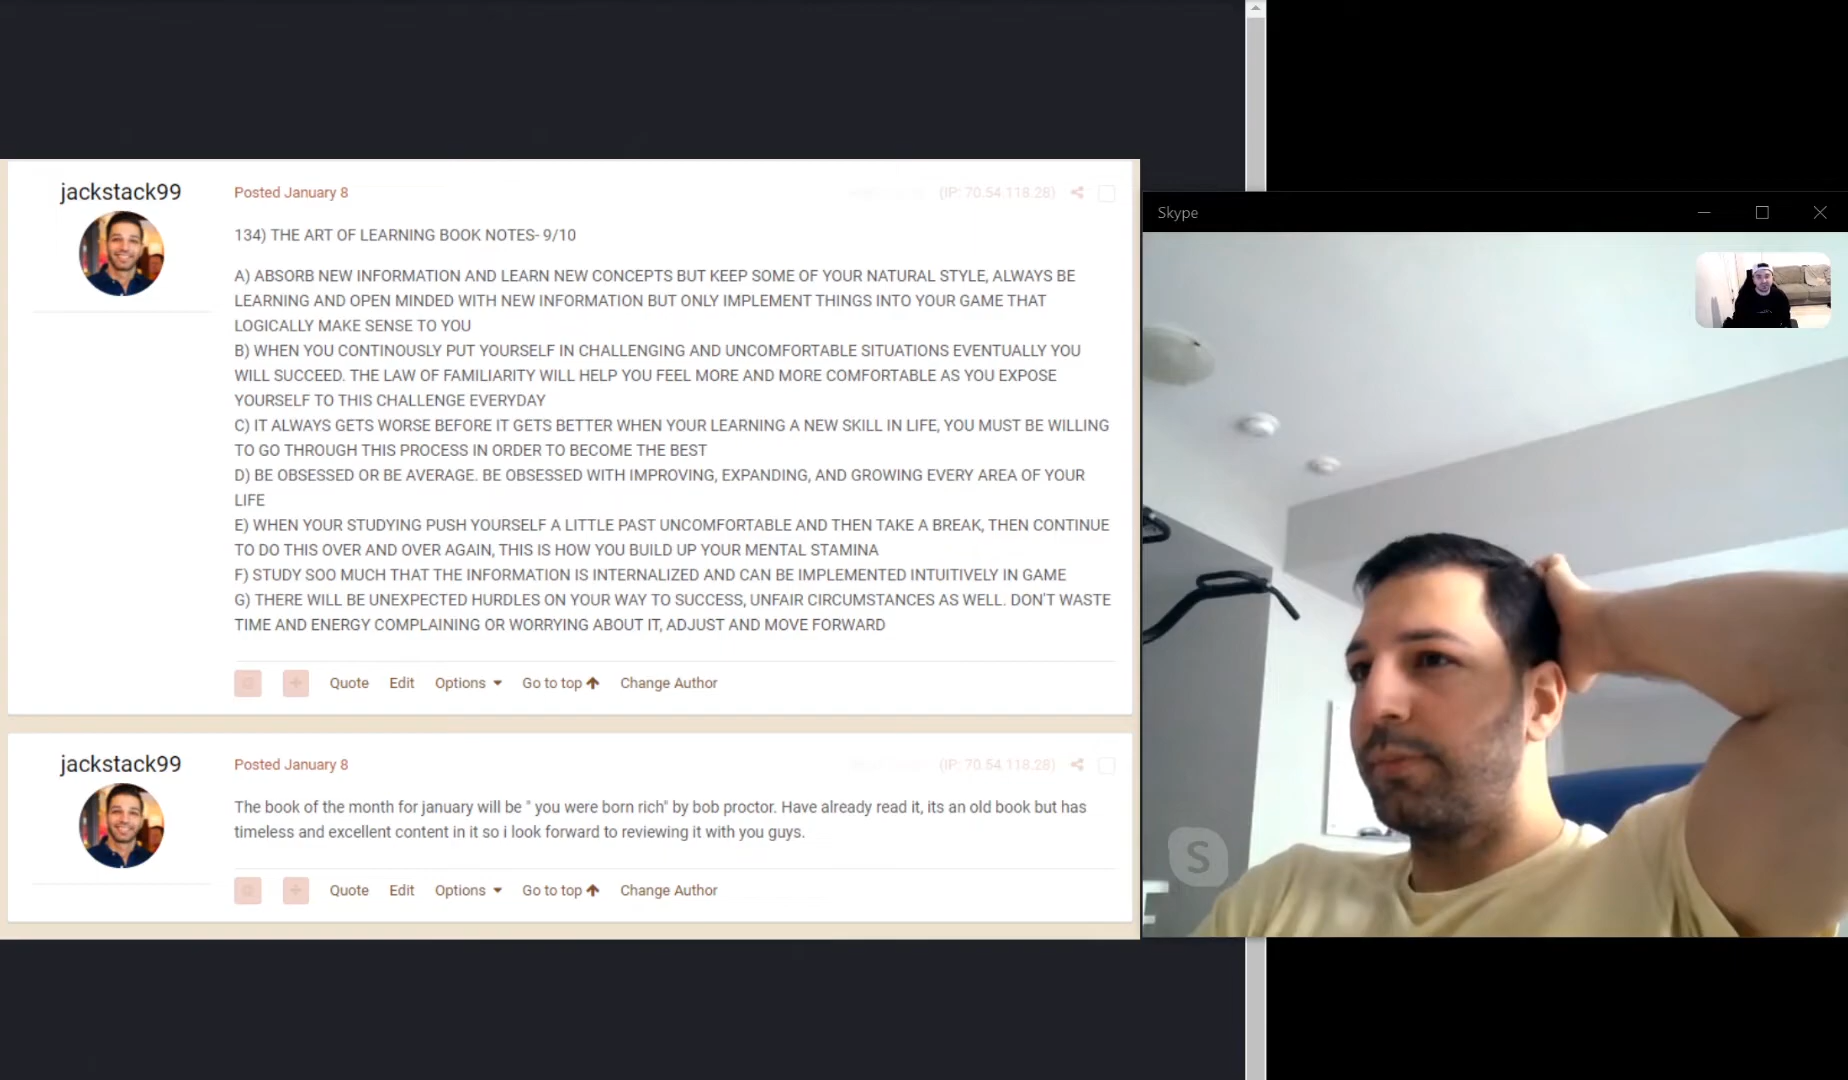 jackstack99
Posted January 8
(IP: 70.54.118.28)
134) THE ART OF LEARNING BOOK NOTES- 9/10
A) ABSORB NEW INFORMATION AND LEARN NEW CONCEPTS BUT KEEP SOME OF YOUR NATURAL STYLE, ALWAYS BE
LEARNING AND OPEN MINDED WITH NEW INFORMATION BUT ONLY IMPLEMENT THINGS INTO YOUR GAME THAT
LOGICALLY MAKE SENSE TO YOU
B) WHEN YOU CONTINOUSLY PUT YOURSELF IN CHALLENGING AND UNCOMFORTABLE SITUATIONS EVENTUALLY YOU
WILL SUCCEED. THE LAW OF FAMILIARITY WILL HELP YOU FEEL MORE AND MORE COMFORTABLE AS YOU EXPOSE
YOURSELF TO THIS CHALLENGE EVERYDAY
C) IT ALWAYS GETS WORSE BEFORE IT GETS BETTER WHEN YOUR LEARNING A NEW SKILL IN LIFE, YOU MUST BE WILLING
TO GO THROUGH THIS PROCESS IN ORDER TO BECOME THE BEST
D) BE OBSESSED OR BE AVERAGE. BE OBSESSED WITH IMPROVING, EXPANDING, AND GROWING EVERY AREA OF YOUR
LIFE
E) WHEN YOUR STUDYING PUSH YOURSELF A LITTLE PAST UNCOMFORTABLE AND THEN TAKE A BREAK, THEN CONTINUE
TO DO THIS OVER AND OVER AGAIN, THIS IS HOW YOU BUILD UP YOUR MENTAL STAMINA
F) STUDY SOO MUCH THAT THE INFORMATION IS INTERNALIZED AND CAN BE IMPLEMENTED INTUITIVELY IN GAME
G) THERE WILL BE UNEXPECTED HURDLES ON YOUR WAY TO SUCCESS, UNFAIR CIRCUMSTANCES AS WELL. DON'T WASTE
TIME AND ENERGY COMPLAINING OR WORRYING ABOUT IT, ADJUST AND MOVE FORWARD
Quote Edit Options Go to top Change Author
jackstack99
Posted January 8
(IP: 70.54.118.28)
The book of the month for january will be " you were born rich" by bob proctor. Have already read it, its an old book but has
timeless and excellent content in it so i look forward to reviewing it with you guys.
Quote Edit Options Go to top Change Author
Skype
S